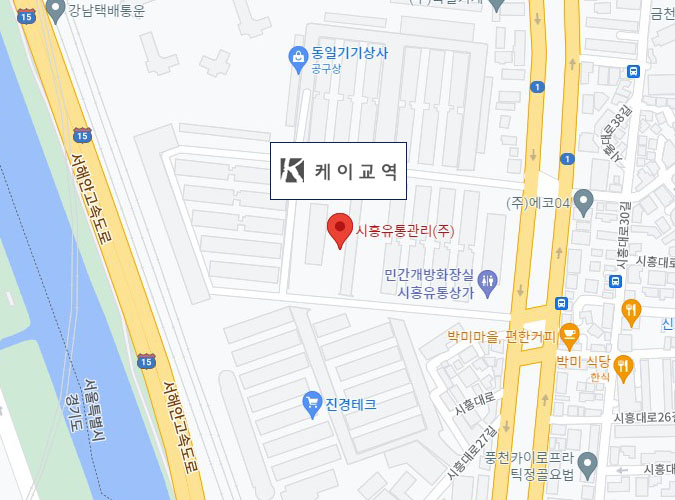 강남택배통운
15
금천
동일기기상사
공구상
1
15
시흥대로38길
서해안고속도로
케이교역
1
(주)에코04
시흥대로30길
시흥유통관리(주)
시흥대로
민간개방화장실
시흥유통상가
박미마을, 편한커피
박미 식당
한식
15
서울특별시
경기도
서해안고속도로
진경테크
시흥대로
시흥대로26길
시흥대로27길
풍천카이로프라
틱정골요법